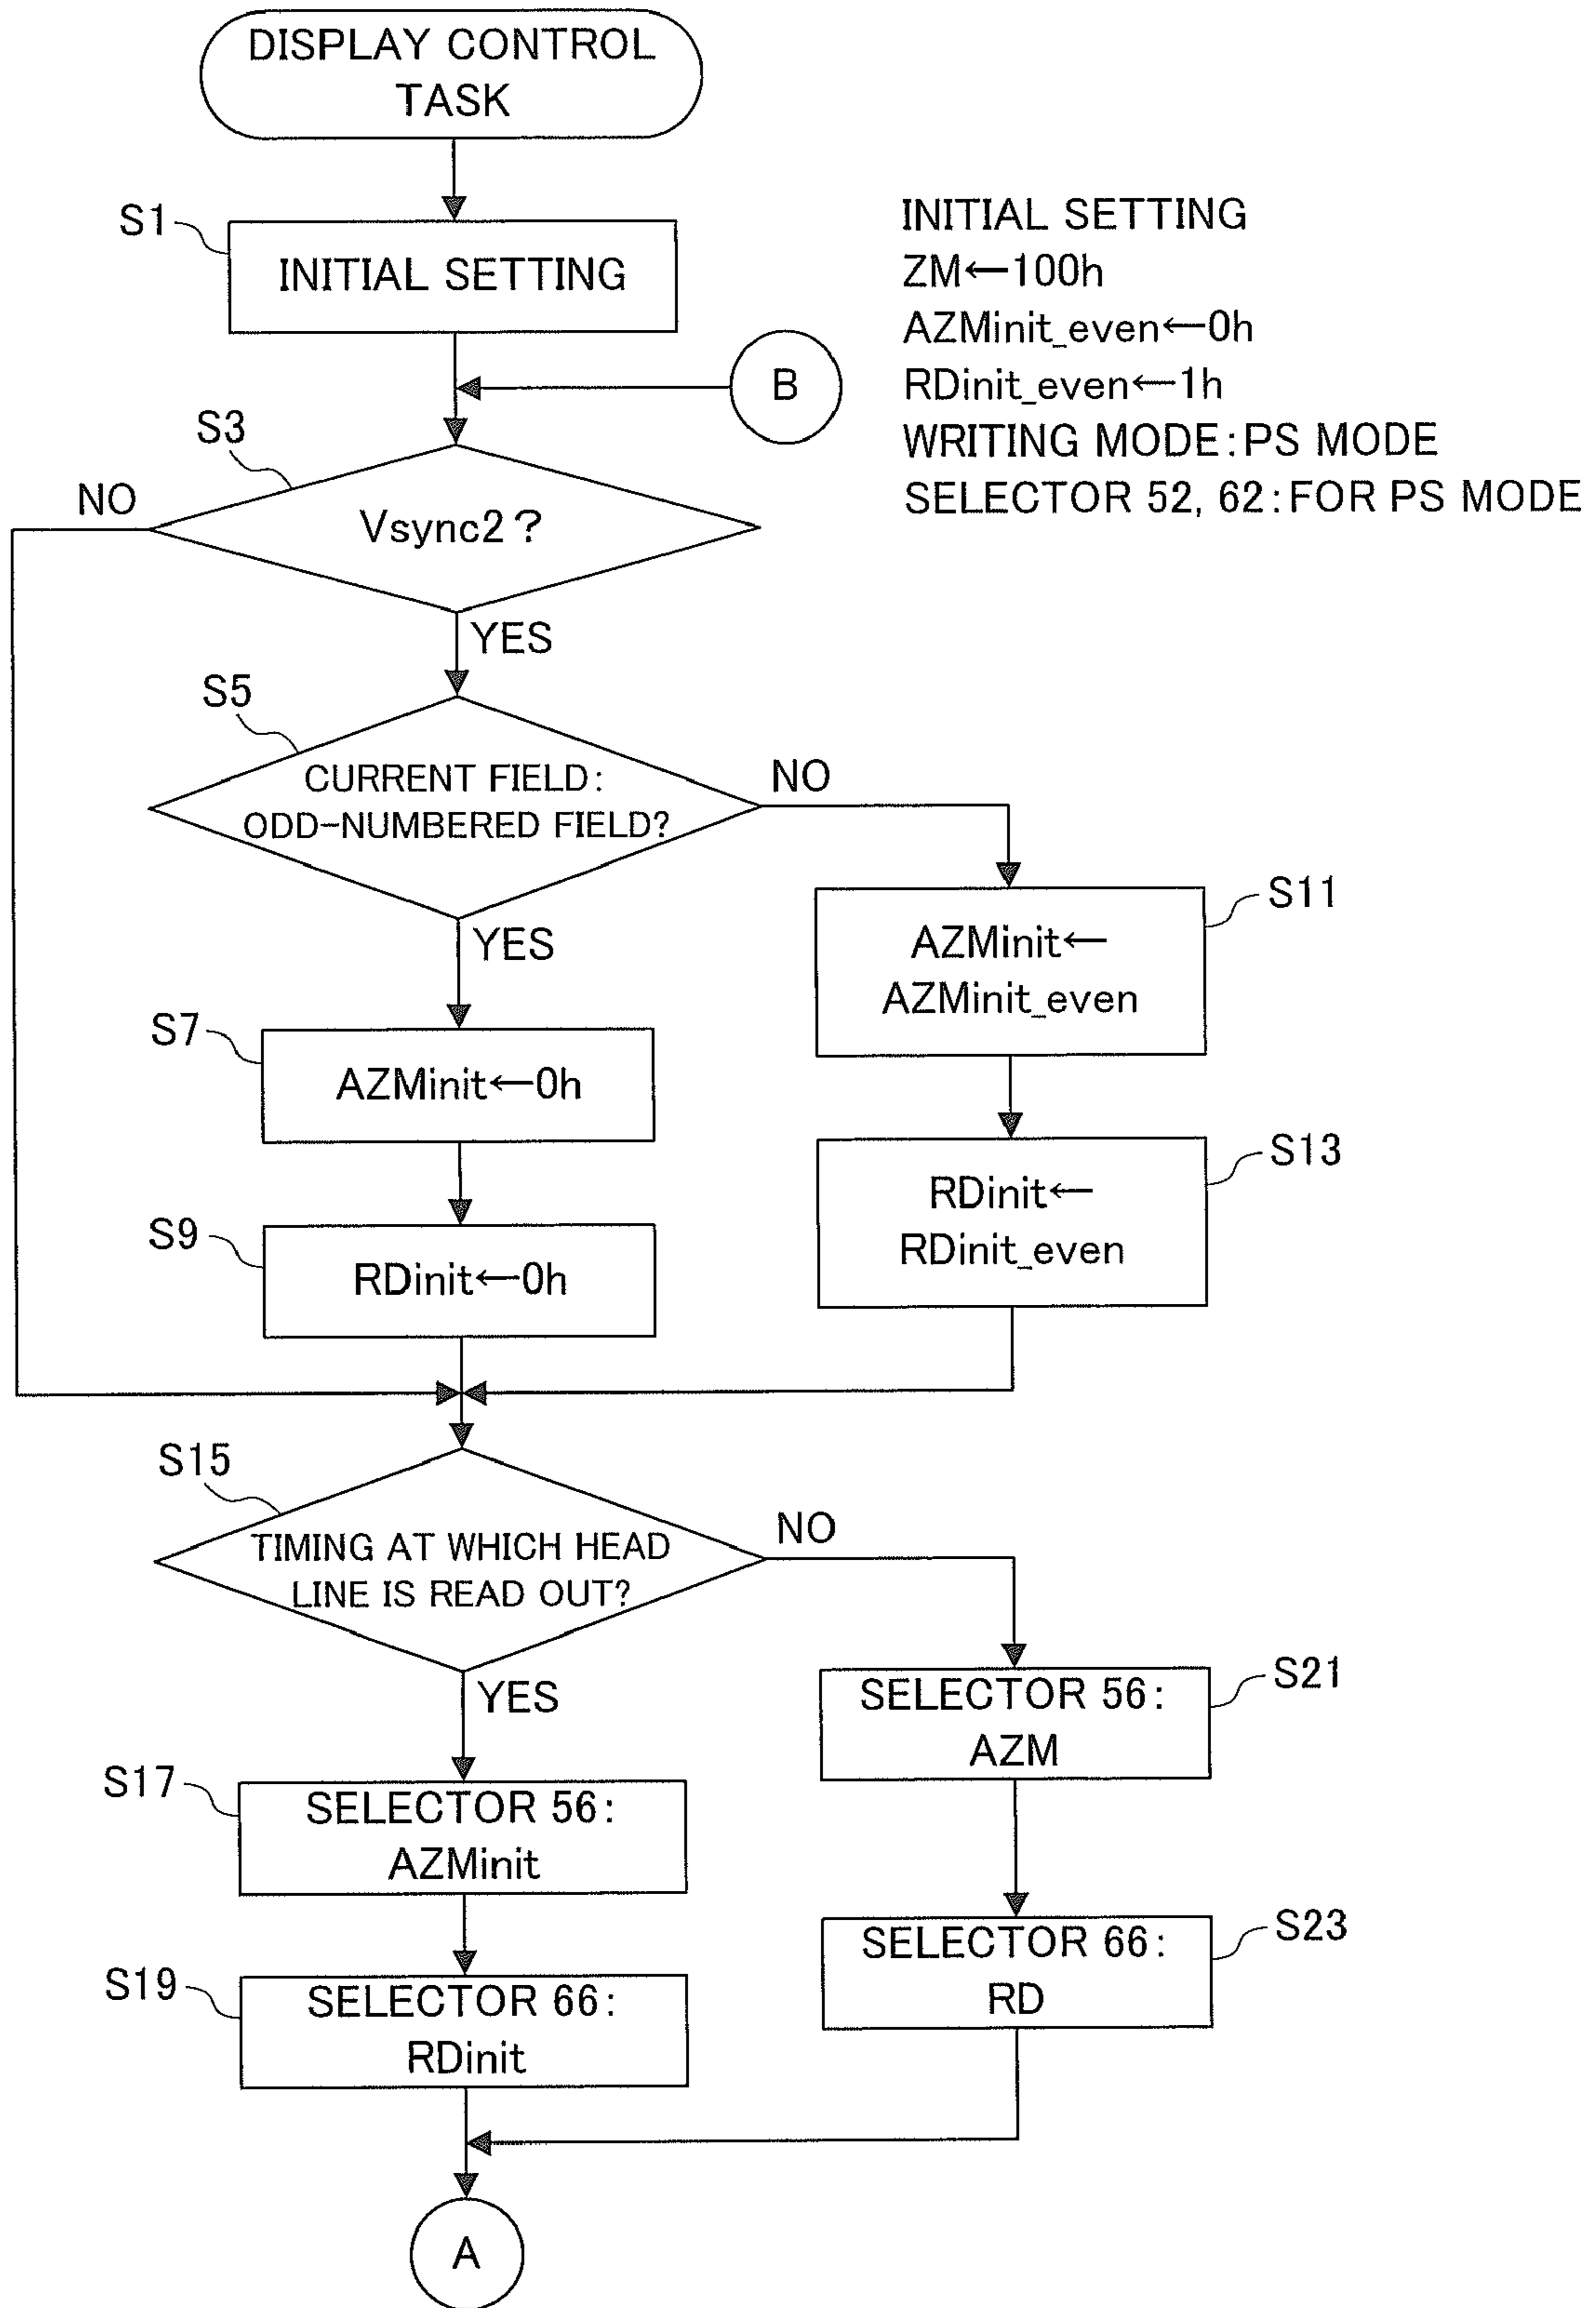 DISPLAY CONTROL
TASK
S1
INITIAL SETTING
INITIAL SETTING
ZM←100h
AZMinit_even←0h
RDinit_even←1h
WRITING MODE:PS MODE
SELECTOR 52, 62:FOR PS MODE
B
S3
NO
Vsync2?
YES
S5
CURRENT FIELD:
ODD-NUMBERED FIELD?
NO
YES
S11
AZMinit←
AZMinit_even
S7
AZMinit←0h
S13
RDinit←
RDinit_even
S9
RDinit←0h
S15
TIMING AT WHICH HEAD
LINE IS READ OUT?
NO
YES
S21
SELECTOR 56:
AZM
S17
SELECTOR 56:
AZMinit
S23
SELECTOR 66:
RD
S19
SELECTOR 66:
RDinit
A